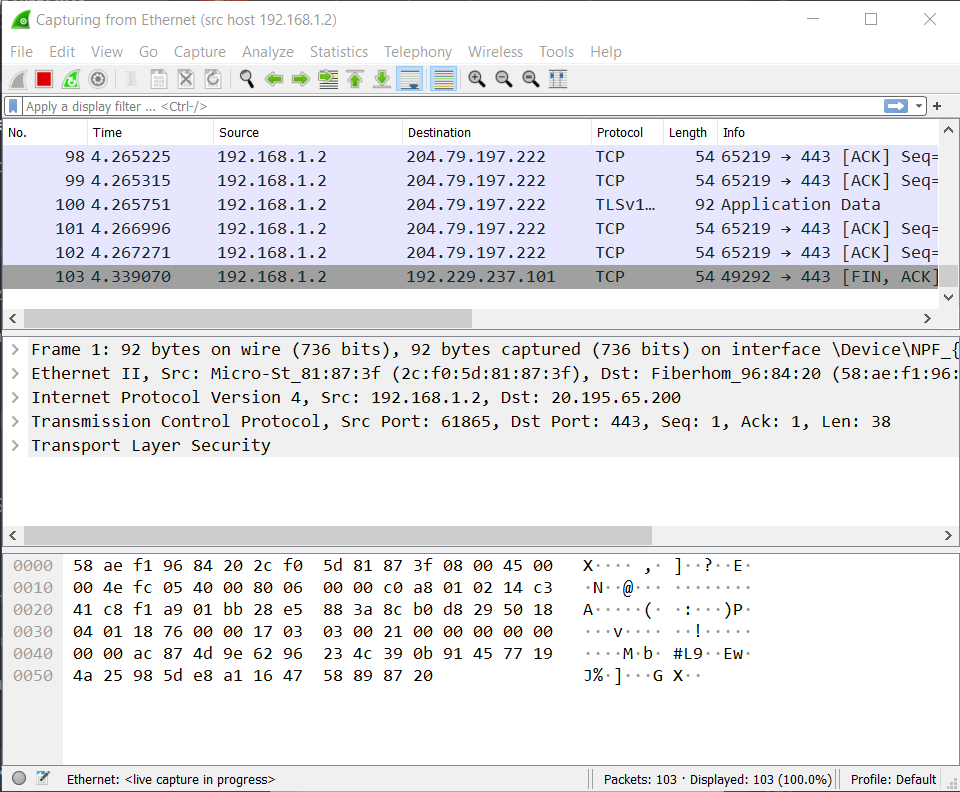 Capturing from Ethernet (src host 192.168.1.2)
File Edit View Go Capture Analyze Statistics Telephony Wireless Tools Help
Apply a display filter ... <Ctrl-/>
No. Time Source Destination Protocol Length Info
98 4.265225 192.168.1.2 204.79.197.222 TCP 54 65219 → 443 [ACK] Seq=
99 4.265315 192.168.1.2 204.79.197.222 TCP 54 65219 → 443 [ACK] Seq=
100 4.265751 192.168.1.2 204.79.197.222 TLSv1… 92 Application Data
101 4.266996 192.168.1.2 204.79.197.222 TCP 54 65219 → 443 [ACK] Seq=
102 4.267271 192.168.1.2 204.79.197.222 TCP 54 65219 → 443 [ACK] Seq=
103 4.339070 192.168.1.2 192.229.237.101 TCP 54 49292 → 443 [FIN, ACK]
Frame 1: 92 bytes on wire (736 bits), 92 bytes captured (736 bits) on interface \Device\NPF_{
Ethernet II, Src: Micro-St_81:87:3f (2c:f0:5d:81:87:3f), Dst: Fiberhom_96:84:20 (58:ae:f1:96:
Internet Protocol Version 4, Src: 192.168.1.2, Dst: 20.195.65.200
Transmission Control Protocol, Src Port: 61865, Dst Port: 443, Seq: 1, Ack: 1, Len: 38
Transport Layer Security
0000 58 ae f1 96 84 20 2c f0 5d 81 87 3f 08 00 45 00 X···· ,· ]··?··E·
0010 00 4e fc 05 40 00 80 06 00 00 c0 a8 01 02 14 c3 ·N··@··· ········
0020 41 c8 f1 a9 01 bb 28 e5 88 3a 8c b0 d8 29 50 18 A·····(· ·:···)P·
0030 04 01 18 76 00 00 17 03 03 00 21 00 00 00 00 00 ···v···· ··!·····
0040 00 00 ac 87 4d 9e 62 96 23 4c 39 0b 91 45 77 19 ····M·b· #L9··Ew·
0050 4a 25 98 5d e8 a1 16 47 58 89 87 20 J%·]···G X··
Ethernet: <live capture in progress> Packets: 103 · Displayed: 103 (100.0%) Profile: Default